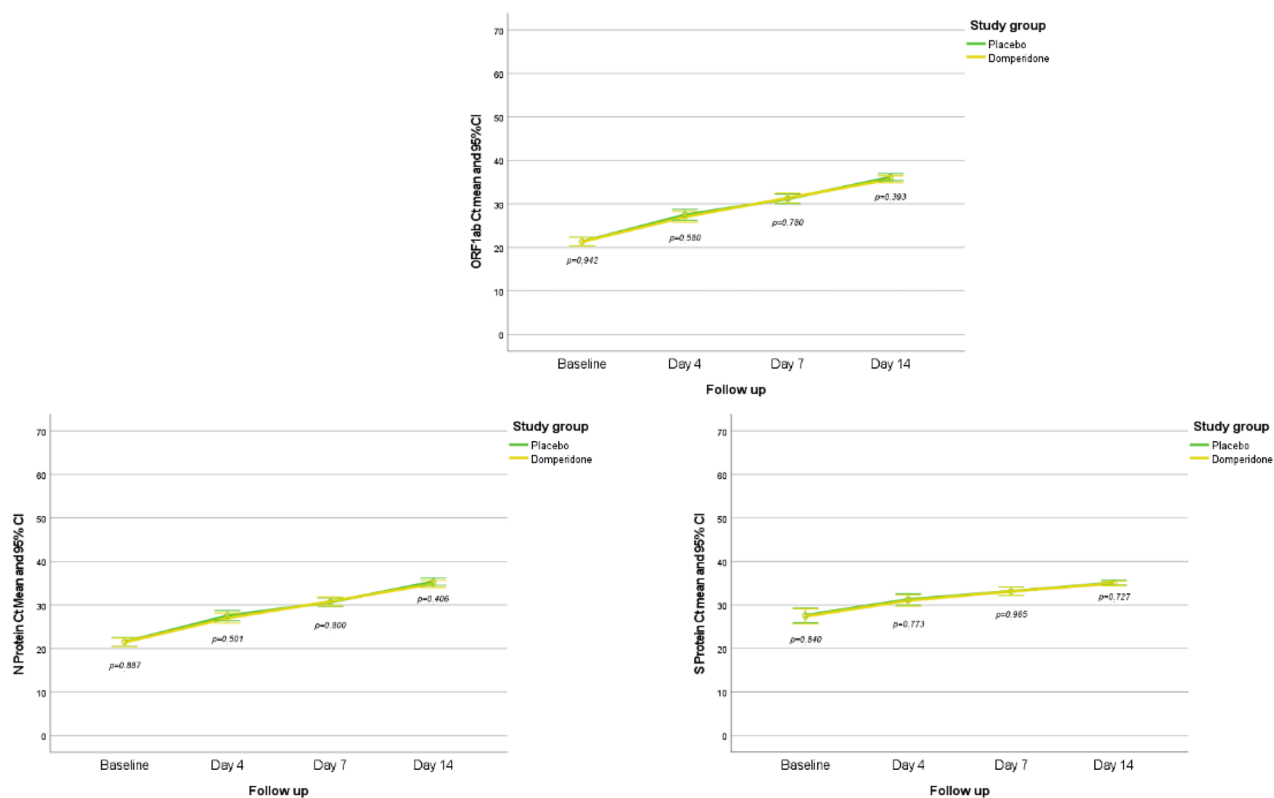 Study group
Placebo
Domperidone
ORF1ab Ct mean and 95%CI
70
60
50
40
30
20
10
0
p=0.942
p=0.580
p=0.780
p=0.393
Baseline
Day 4
Day 7
Day 14
Follow up
Study group
Placebo
Domperidone
N Protein Ct Mean and 95% CI
70
60
50
40
30
20
10
0
p=0.887
p=0.501
p=0.800
p=0.406
Baseline
Day 4
Day 7
Day 14
Follow up
Study group
Placebo
Domperidone
S Protein Ct mean and 95% CI
70
60
50
40
30
20
10
0
p=0.840
p=0.773
p=0.965
p=0.727
Baseline
Day 4
Day 7
Day 14
Follow up